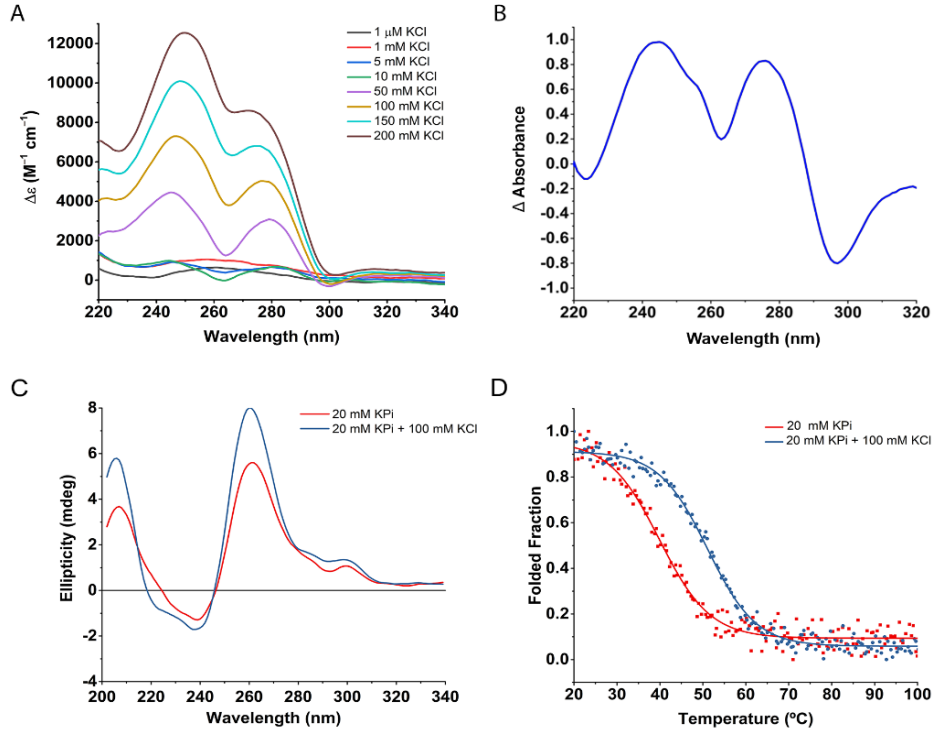 A
12000
10000
8000
6000
4000
2000
0
220 240 260 280 300 320 340
Δε (M⁻¹ cm⁻¹)
Wavelength (nm)
1 μM KCl
1 mM KCl
5 mM KCl
10 mM KCl
50 mM KCl
100 mM KCl
150 mM KCl
200 mM KCl
B
1.0
0.8
0.6
0.4
0.2
0.0
-0.2
-0.4
-0.6
-0.8
-1.0
220 240 260 280 300 320
Δ Absorbance
Wavelength (nm)
C
8
6
4
2
0
-2
-4
200 220 240 260 280 300 320 340
Ellipticity (mdeg)
Wavelength (nm)
20 mM KPi
20 mM KPi + 100 mM KCl
D
1.0
0.8
0.6
0.4
0.2
0.0
20 30 40 50 60 70 80 90 100
Folded Fraction
Temperature (ºC)
20 mM KPi
20 mM KPi + 100 mM KCl